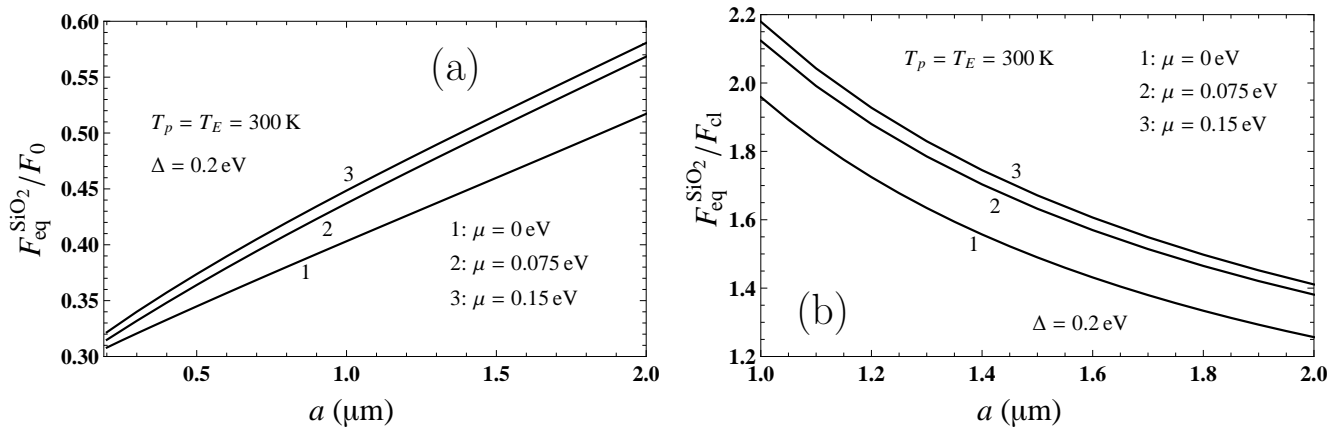 0.60
0.55
0.50
0.45
0.40
0.35
0.30
F_eq^{SiO_2}/F_0
(a)
T_p = T_E = 300 K
Δ = 0.2 eV
3
2
1
1: μ = 0 eV
2: μ = 0.075 eV
3: μ = 0.15 eV
0.5 1.0 1.5 2.0
a (μm)
2.2
2.0
1.8
1.6
1.4
1.2
F_eq^{SiO_2}/F_cl
T_p = T_E = 300 K
1: μ = 0 eV
2: μ = 0.075 eV
3: μ = 0.15 eV
3
2
1
(b)
Δ = 0.2 eV
1.0 1.2 1.4 1.6 1.8 2.0
a (μm)